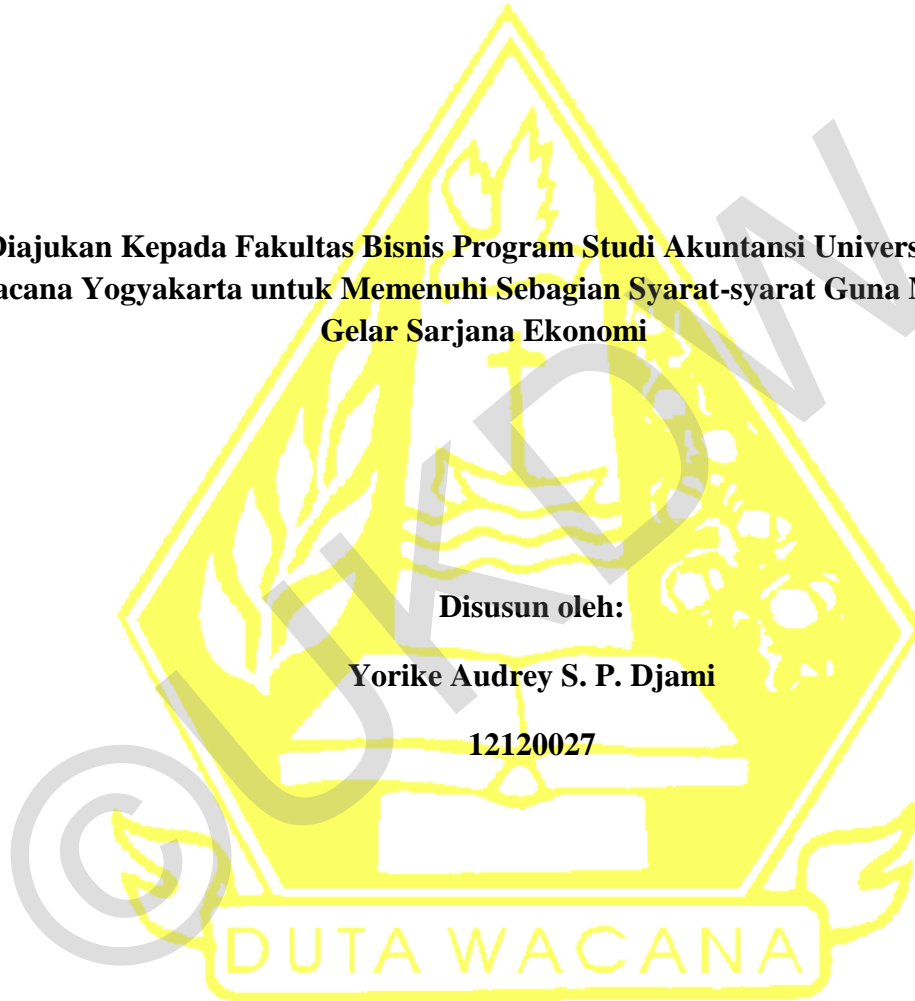 Diajukan Kepada Fakultas Bisnis Program Studi Akuntansi Univers
acana Yogyakarta untuk Memenuhi Sebagian Syarat-syarat Guna
Gelar Sarjana Ekonomi
Disusun oleh:
Yorike Audrey S. P. Djami
12120027
DUTA WACANA
©UKDW